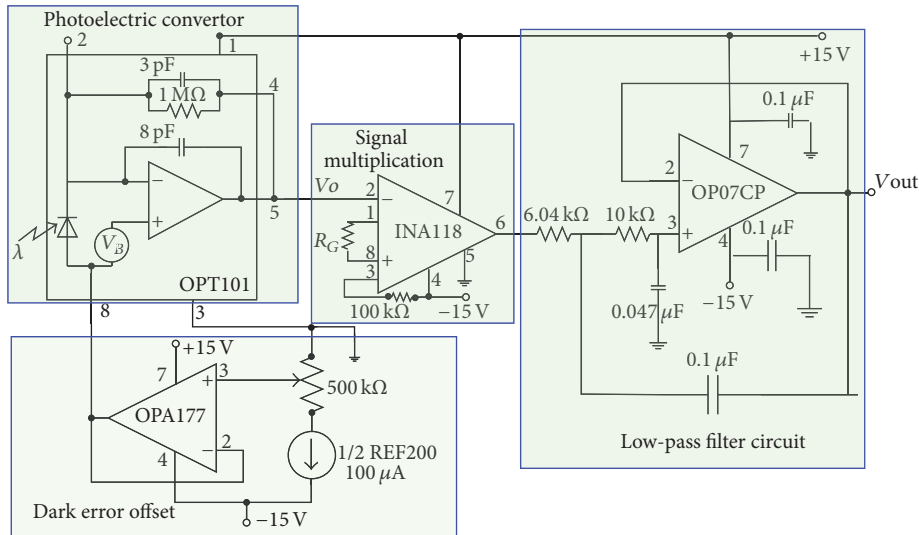 Photoelectric convertor
2
1
3 pF
4
1 MΩ
8 pF
−
+
5
λ
V_B
OPT101
8
3
Signal
multiplication
Vo
2
−
7
1
R_G
INA118
6
8
+
3
4
5
100 kΩ
−15 V
+15 V
0.1 μF
7
2
−
OP07CP
Vout
6.04 kΩ
10 kΩ
3
+
4
0.1 μF
−15 V
0.047 μF
0.1 μF
Low-pass filter circuit
+15 V
7
+
3
500 kΩ
OPA177
2
−
4
1/2 REF200
100 μA
Dark error offset
−15 V